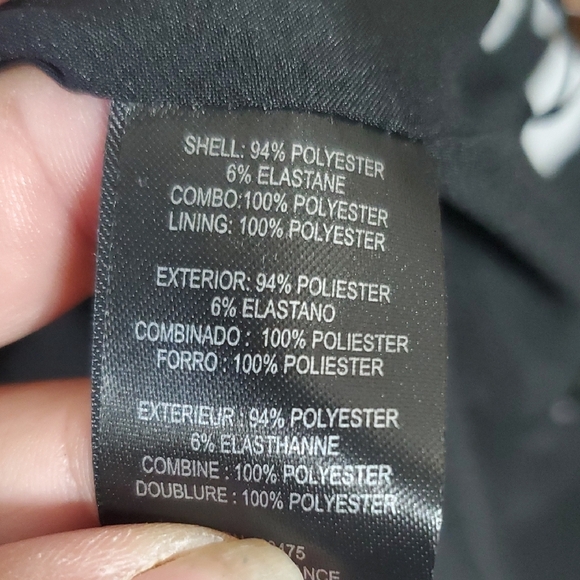 SHELL: 94% POLYESTER
6% ELASTANE
COMBO:100% POLYESTER
LINING: 100% POLYESTER
EXTERIOR: 94% POLIESTER
6% ELASTANO
COMBINADO : 100% POLIESTER
FORRO : 100% POLIESTER
EXTERIEUR : 94% POLYESTER
6% ELASTHANNE
COMBINE : 100% POLYESTER
DOUBLURE : 100% POLYESTER